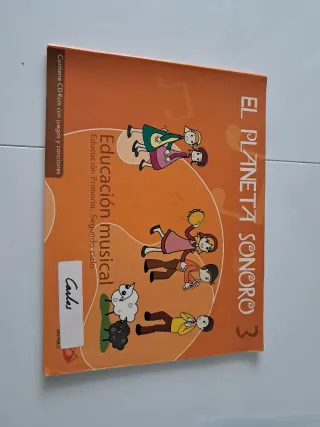 Contiene CD-Rom con juegos y canciones
EL PLANETA SONORO 3
Educación musical
Educación Primaria. Segundo ciclo
Carlos